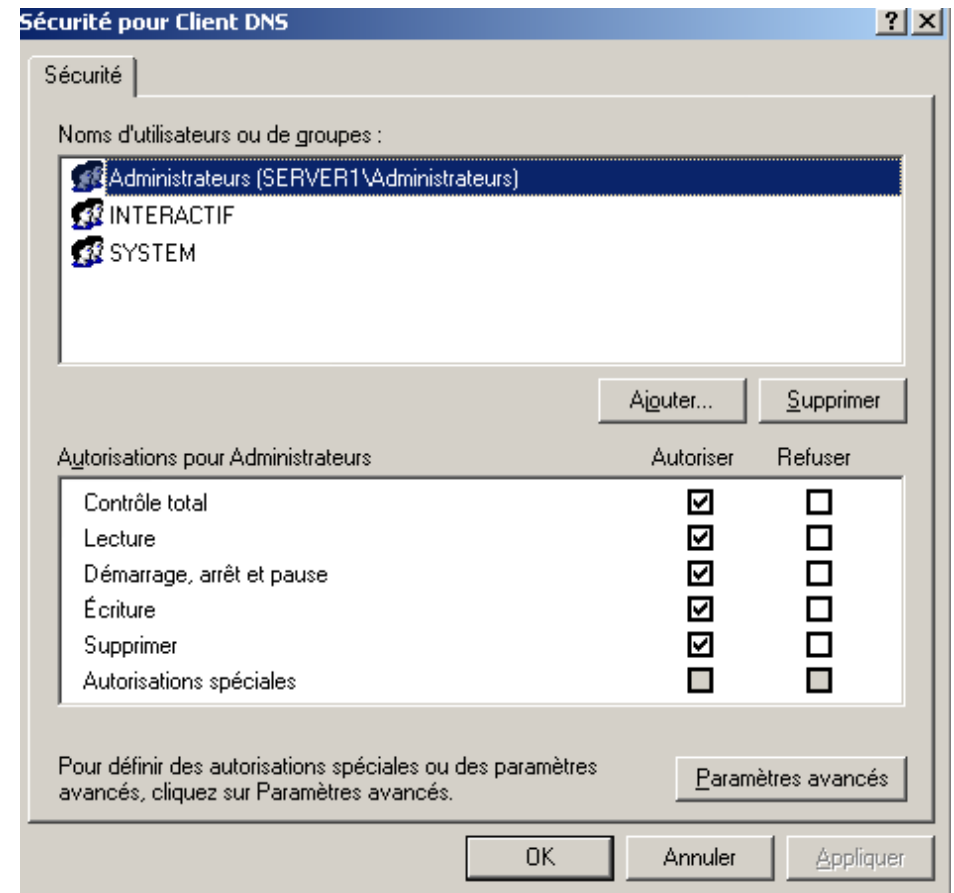 Sécurité pour Client DNS
Sécurité
Noms d'utilisateurs ou de groupes :
Administrateurs (SERVER1\Administrateurs)
INTERACTIF
SYSTEM
Ajouter... Supprimer
Autorisations pour Administrateurs Autoriser Refuser
Contrôle total
Lecture
Démarrage, arrêt et pause
Écriture
Supprimer
Autorisations spéciales
Pour définir des autorisations spéciales ou des paramètres
avancés, cliquez sur Paramètres avancés.
Paramètres avancés
OK Annuler Appliquer